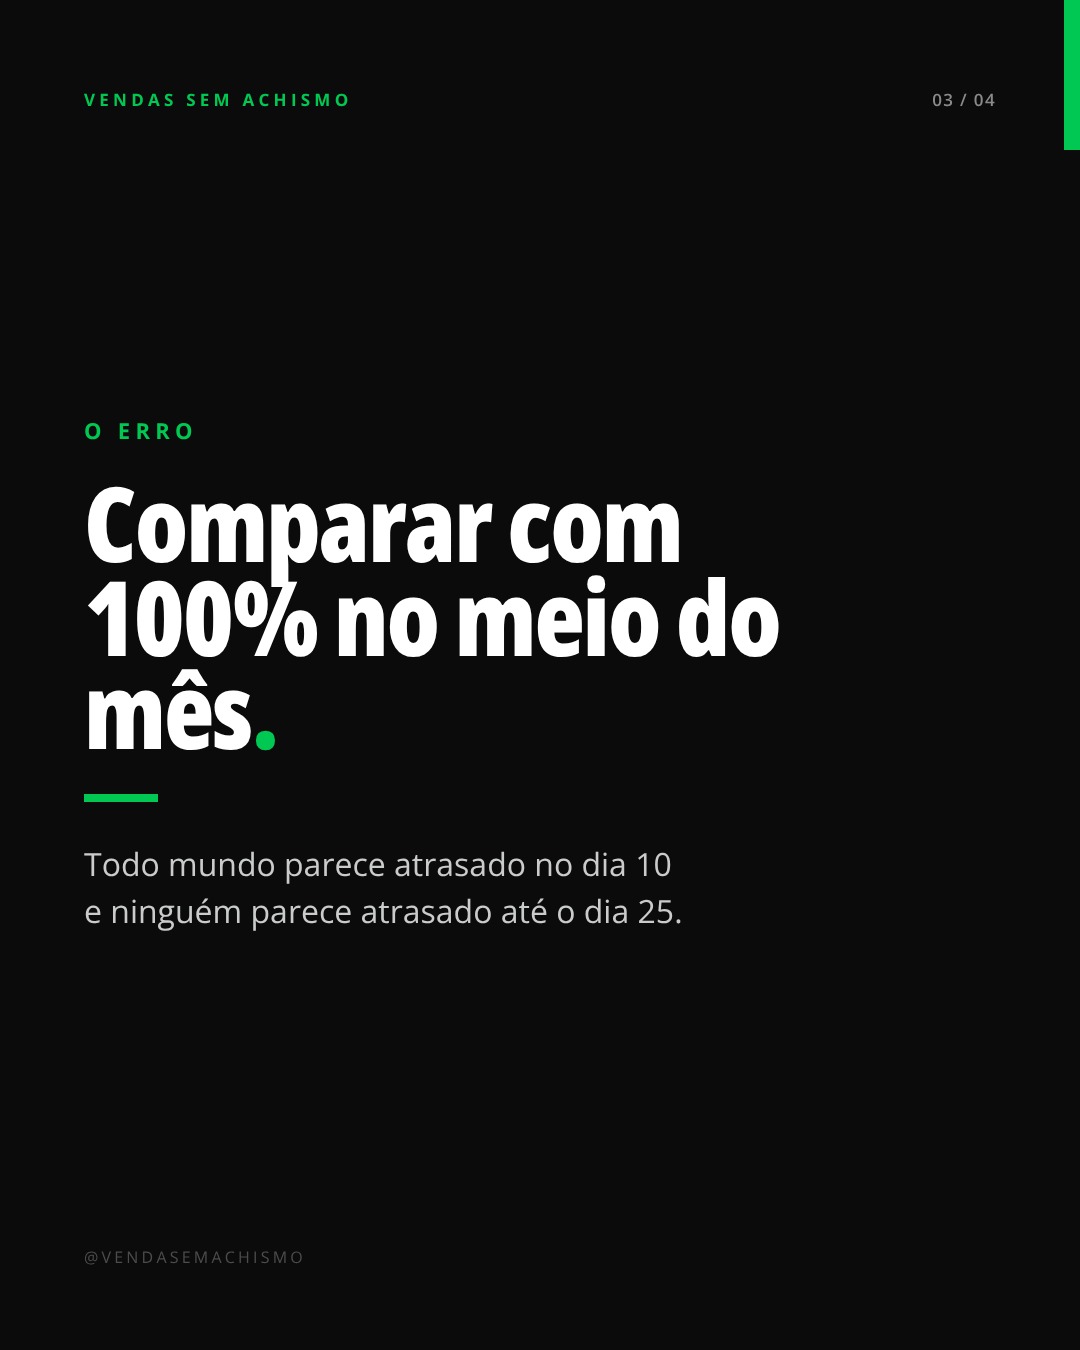 VENDAS SEM ACHISMO
03 / 04
O ERRO
Comparar com
100% no meio do
mês.
Todo mundo parece atrasado no dia 10
e ninguém parece atrasado até o dia 25.
@VENDASEMACHISMO